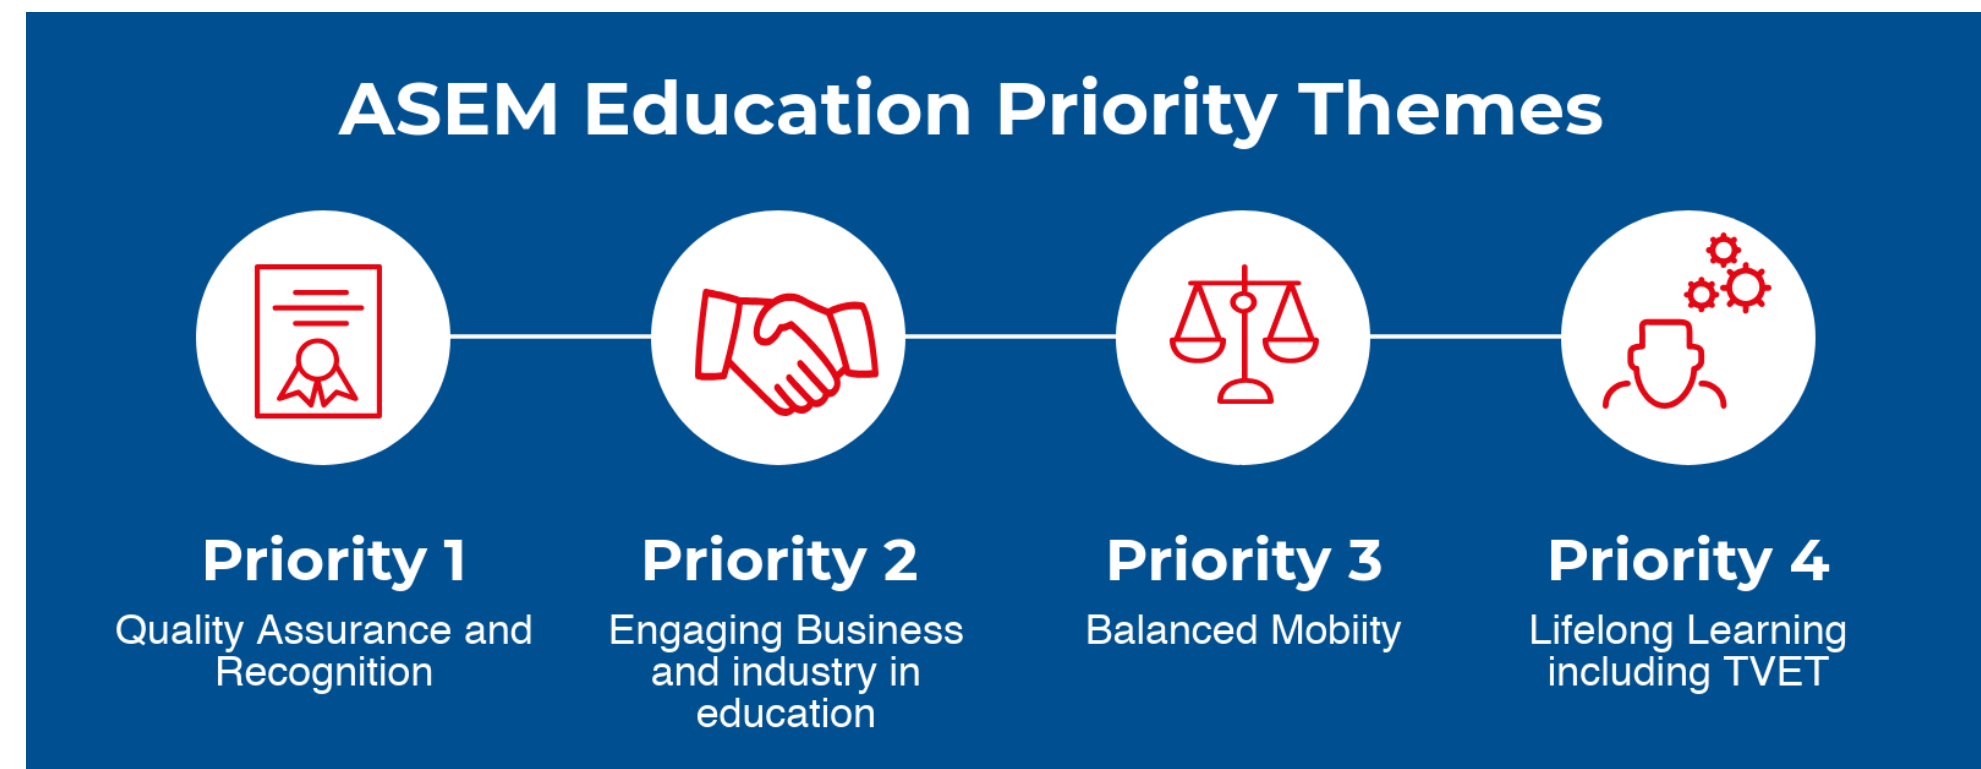 ASEM Education Priority Themes
Priority 1
Quality Assurance and
Recognition
Priority 2
Engaging Business
and industry in
education
Priority 3
Balanced Mobiity
Priority 4
Lifelong Learning
including TVET